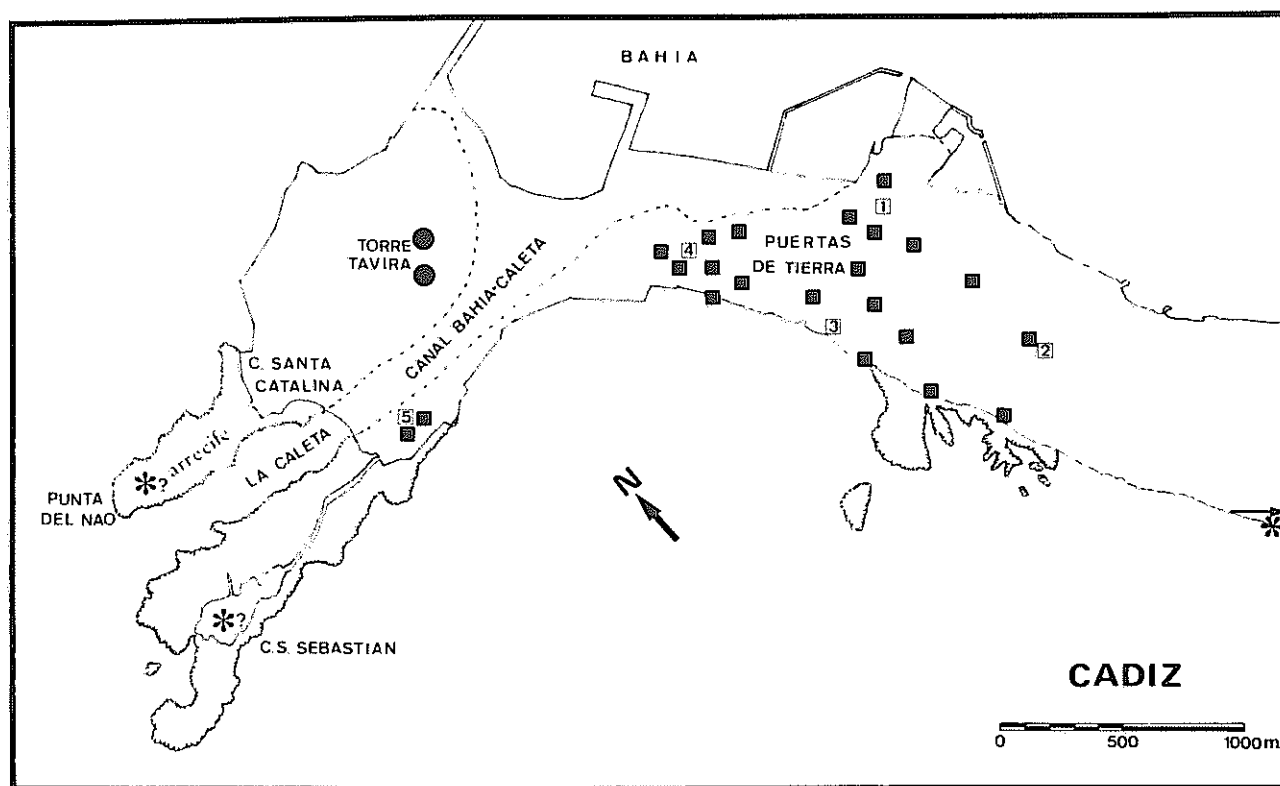 BAHIA
1
TORRE
TAVIRA
4
PUERTAS
DE TIERRA
CANAL BAHIA-CALETA
3
2
C. SANTA
CATALINA
5
arrecife
LA CALETA
?
PUNTA
DEL NAO
N
?
C.S. SEBASTIAN
CADIZ
0 500 1000m